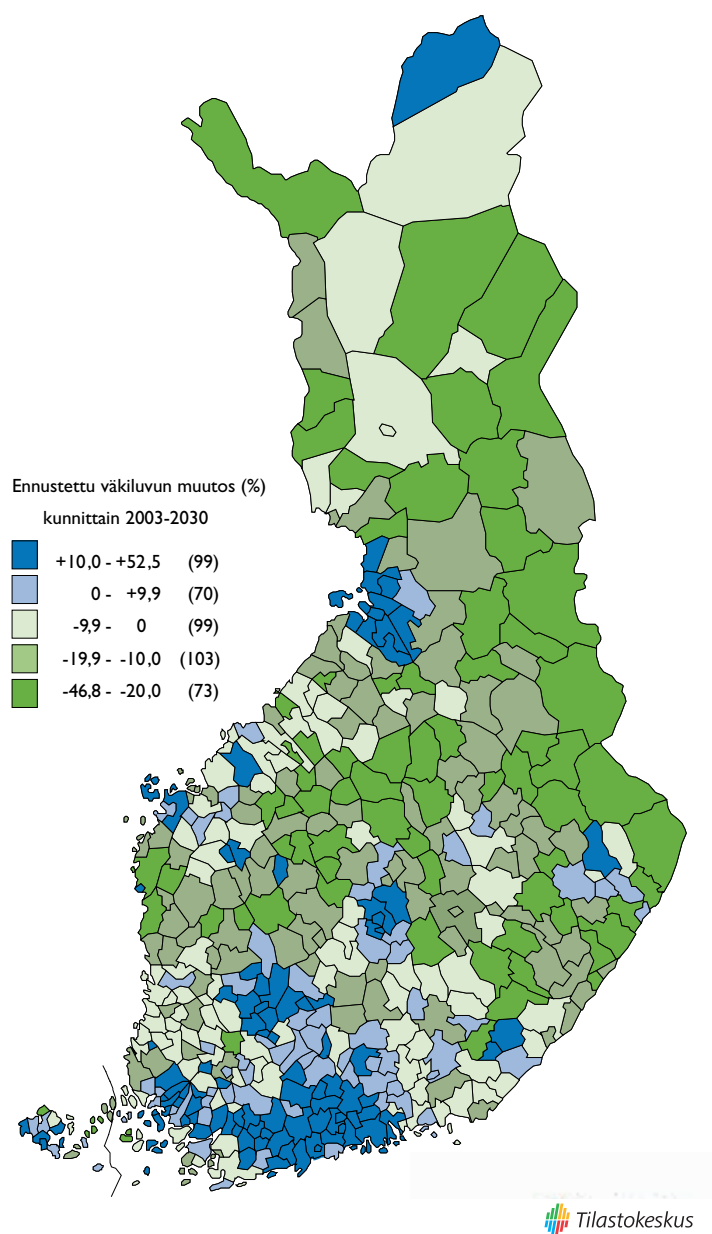 Ennustettu väkiluvun muutos (%)
kunnittain 2003-2030
+10,0 - +52,5 (99)
0 - +9,9 (70)
-9,9 - 0 (99)
-19,9 - -10,0 (103)
-46,8 - -20,0 (73)
Tilastokeskus